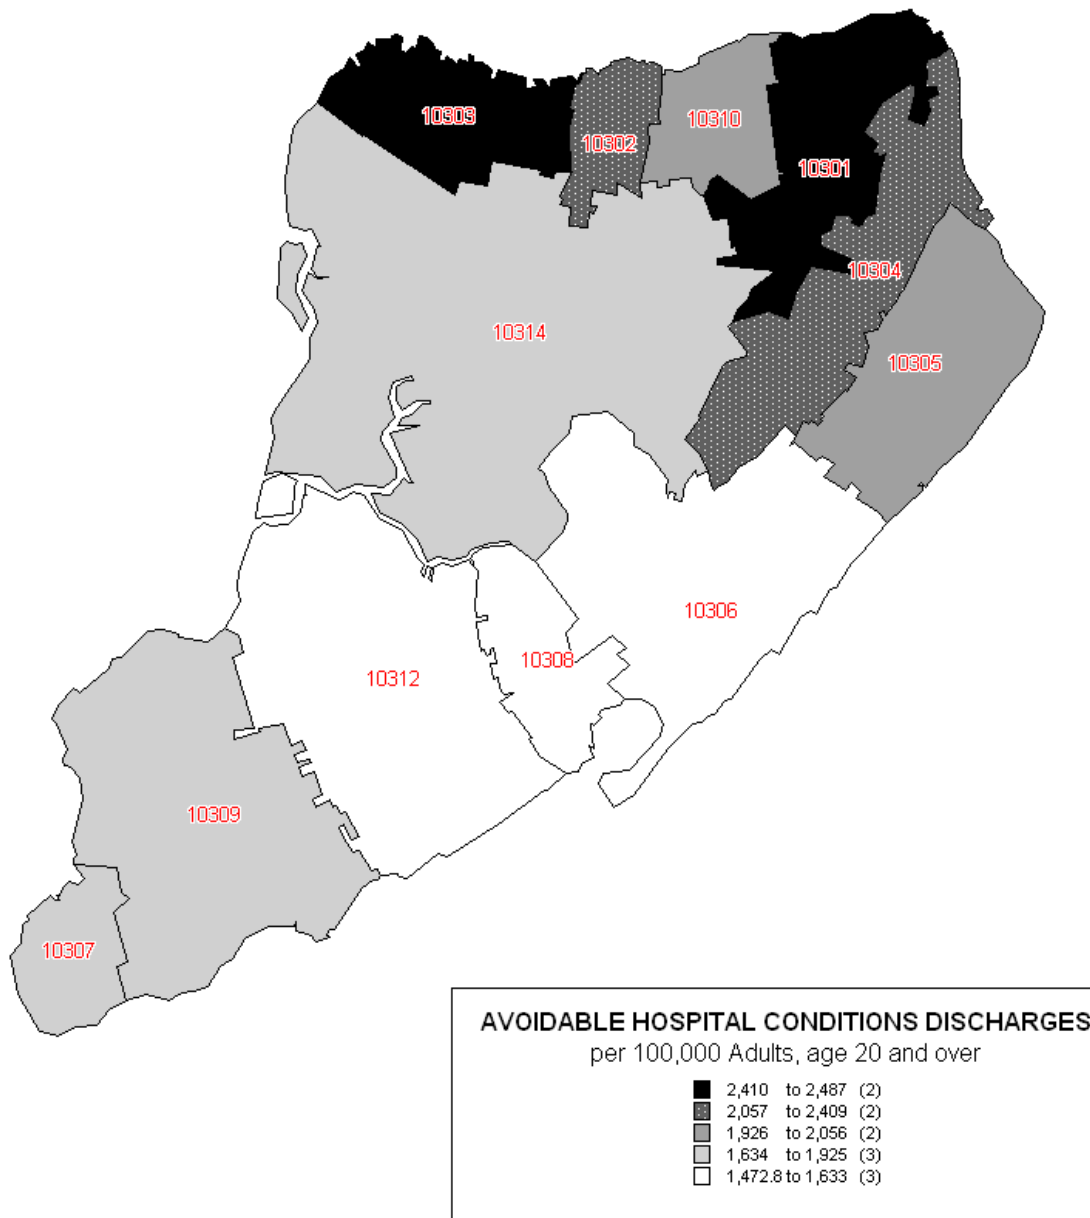 10303
10302
10310
10301
10304
10314
10305
10306
10308
10312
10309
10307
AVOIDABLE HOSPITAL CONDITIONS DISCHARGES
per 100,000 Adults, age 20 and over
2,410 to 2,487 (2)
2,057 to 2,409 (2)
1,926 to 2,056 (2)
1,634 to 1,925 (3)
1,472.8 to 1,633 (3)